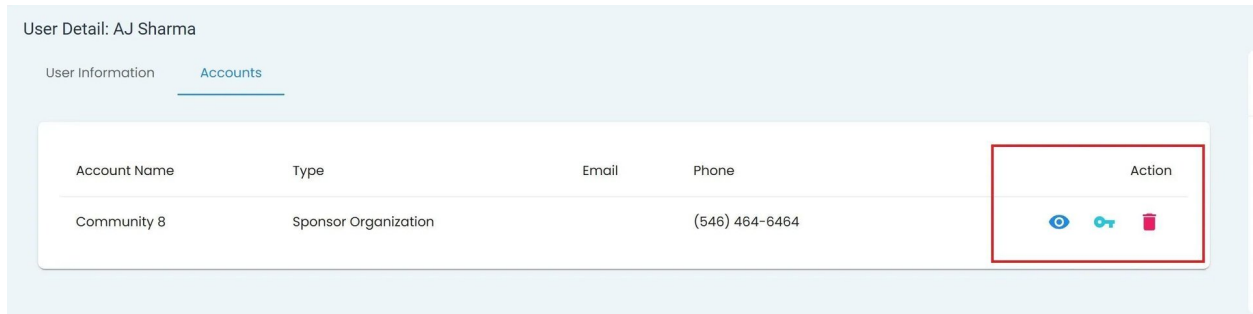 User Detail: AJ Sharma
User Information Accounts
Account Name Type Email Phone Action
Community 8 Sponsor Organization (546) 464-6464